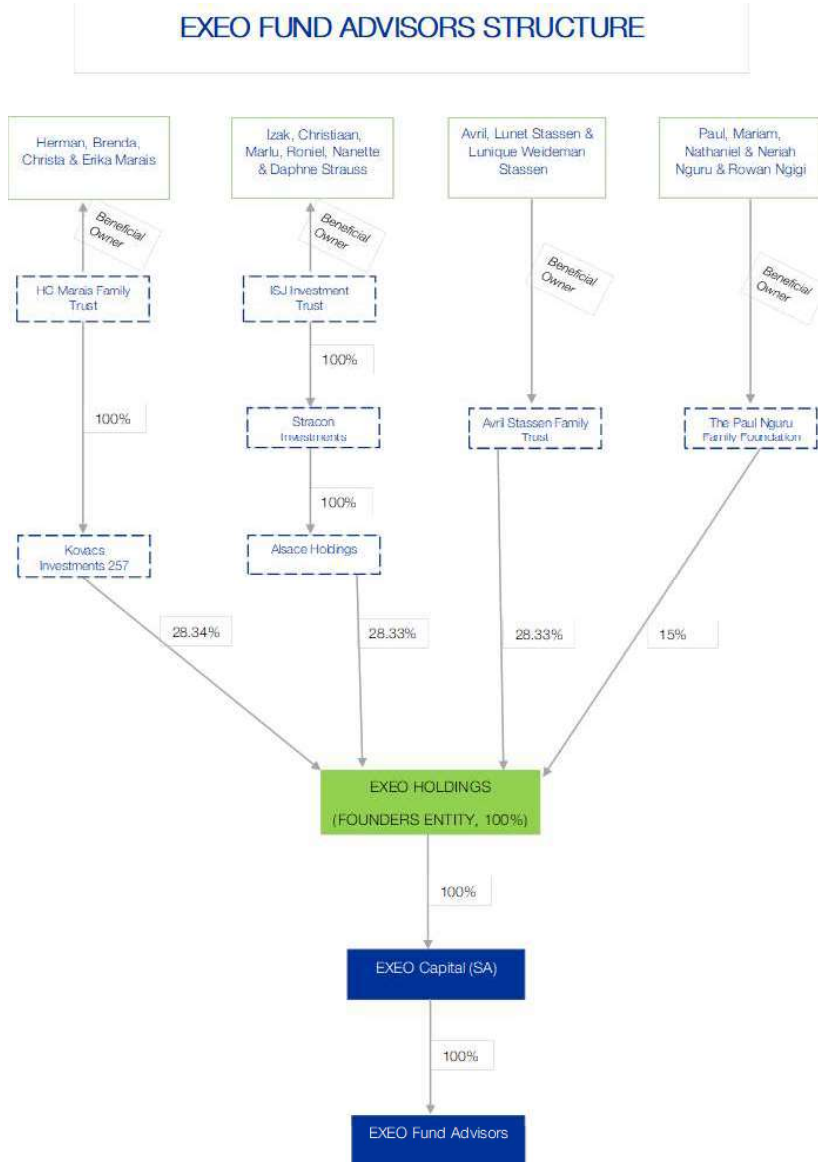 EXEO FUND ADVISORS STRUCTURE
Herman, Brenda,
Christa & Erika Marais
Izak, Christiaan,
Marlu, Roniel, Nanette
& Daphne Strauss
Avril, Lunet Stassen &
Lunique Weideman
Stassen
Paul, Mariam,
Nathaniel & Neriah
Nguru & Rowan Ngigi
Beneficial
Owner
Beneficial
Owner
Beneficial
Owner
Beneficial
Owner
HC Marais Family
Trust
ISJ Investment
Trust
100%
100%
Stracon
Investments
Avril Stassen Family
Trust
The Paul Nguru
Family Foundation
100%
Kovacs
Investments 257
Alsace Holdings
28.34%
28.33%
28.33%
15%
EXEO HOLDINGS
(FOUNDERS ENTITY, 100%)
100%
EXEO Capital (SA)
100%
EXEO Fund Advisors